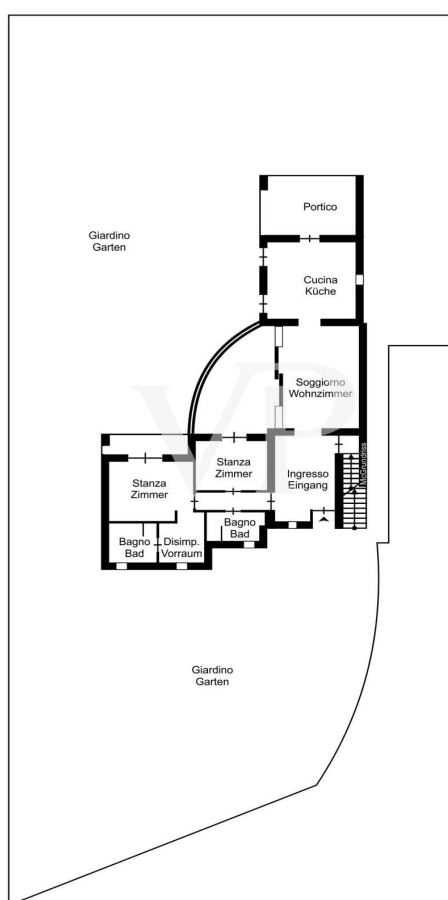 Portico
Giardino
Garten
Cucina
Küche
Soggiorno
Wohnzimmer
Stanza
Zimmer
Ingresso
Eingang
Stanza
Zimmer
Bagno
Bad
Bagno
Bad
Disimp.
Vorraum
Giardino
Garten
VP